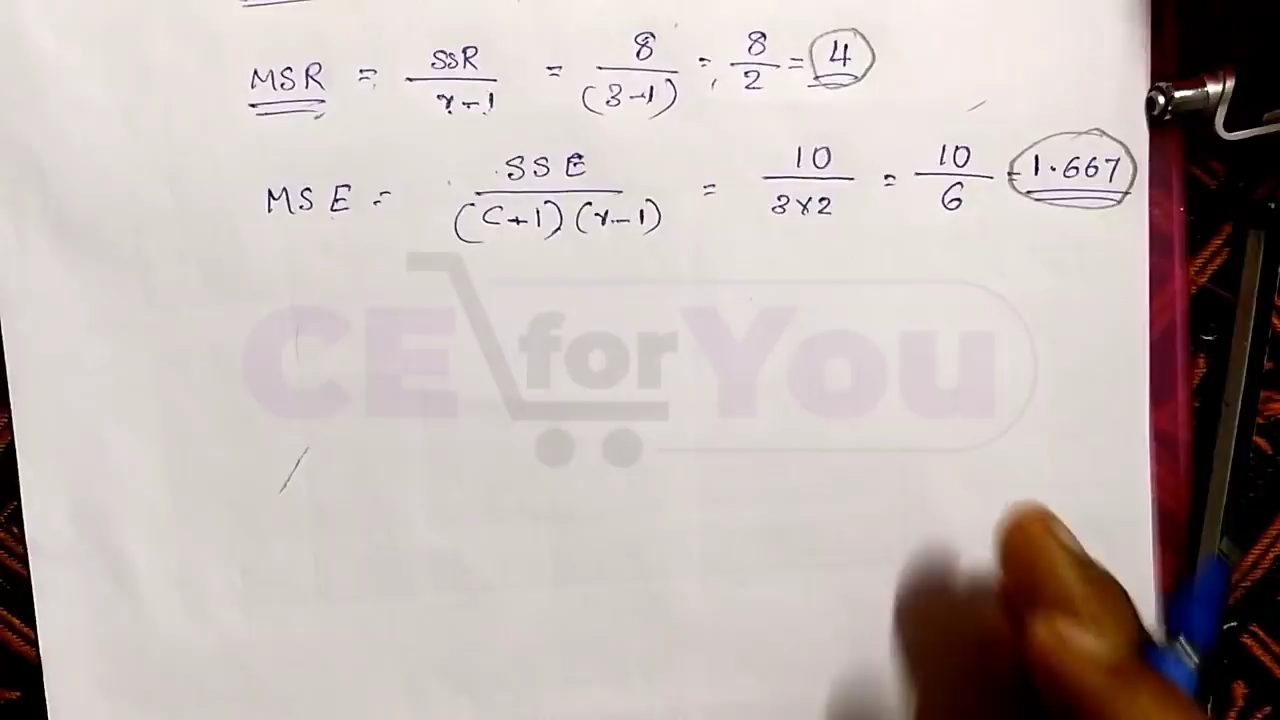 MSR = SSR / r-1 = 8 / (3-1) = 8 / 2 = 4
MSE = SSE / (C+1) (r-1) = 10 / 3x2 = 10 / 6 = 1.667
CE for You